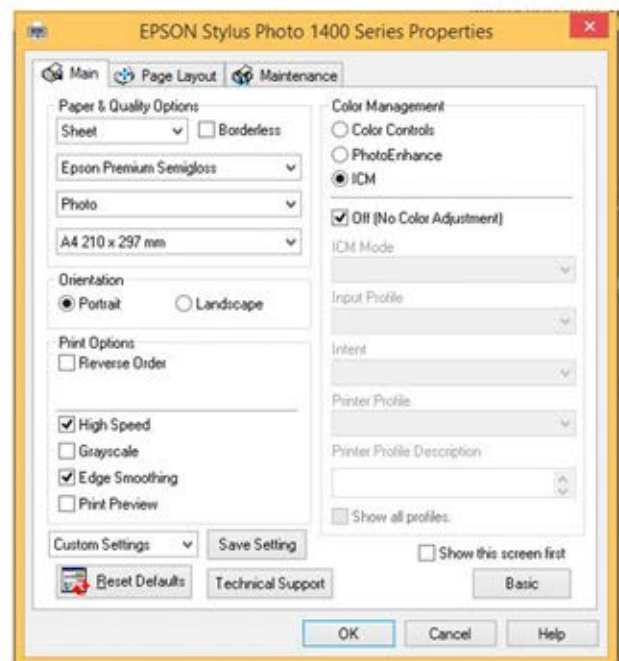 EPSON Stylus Photo 1400 Series Properties
Main
Page Layout
Maintenance
Paper & Quality Options
Sheet
Borderless
Epson Premium Semigloss
Photo
A4 210 x 297 mm
Orientation
Portrait
Landscape
Print Options
Reverse Order
High Speed
Grayscale
Edge Smoothing
Print Preview
Custom Settings
Save Setting
Reset Defaults
Technical Support
Color Management
Color Controls
PhotoEnhance
ICM
Off (No Color Adjustment)
ICM Mode
Input Profile
Intent
Printer Profile
Printer Profile Description
Show all profiles.
Show this screen first
Basic
OK
Cancel
Help